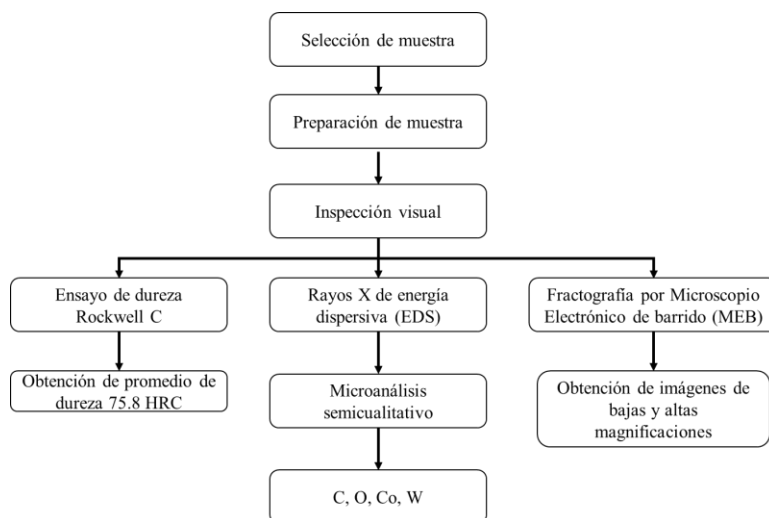 Selección de muestra
Preparación de muestra
Inspección visual
Ensayo de dureza
Rockwell C
Rayos X de energía
dispersiva (EDS)
Fractografía por Microscopio
Electrónico de barrido (MEB)
Obtención de promedio de
dureza 75.8 HRC
Microanálisis
semicualitativo
Obtención de imágenes de
bajas y altas
magnificaciones
C, O, Co, W